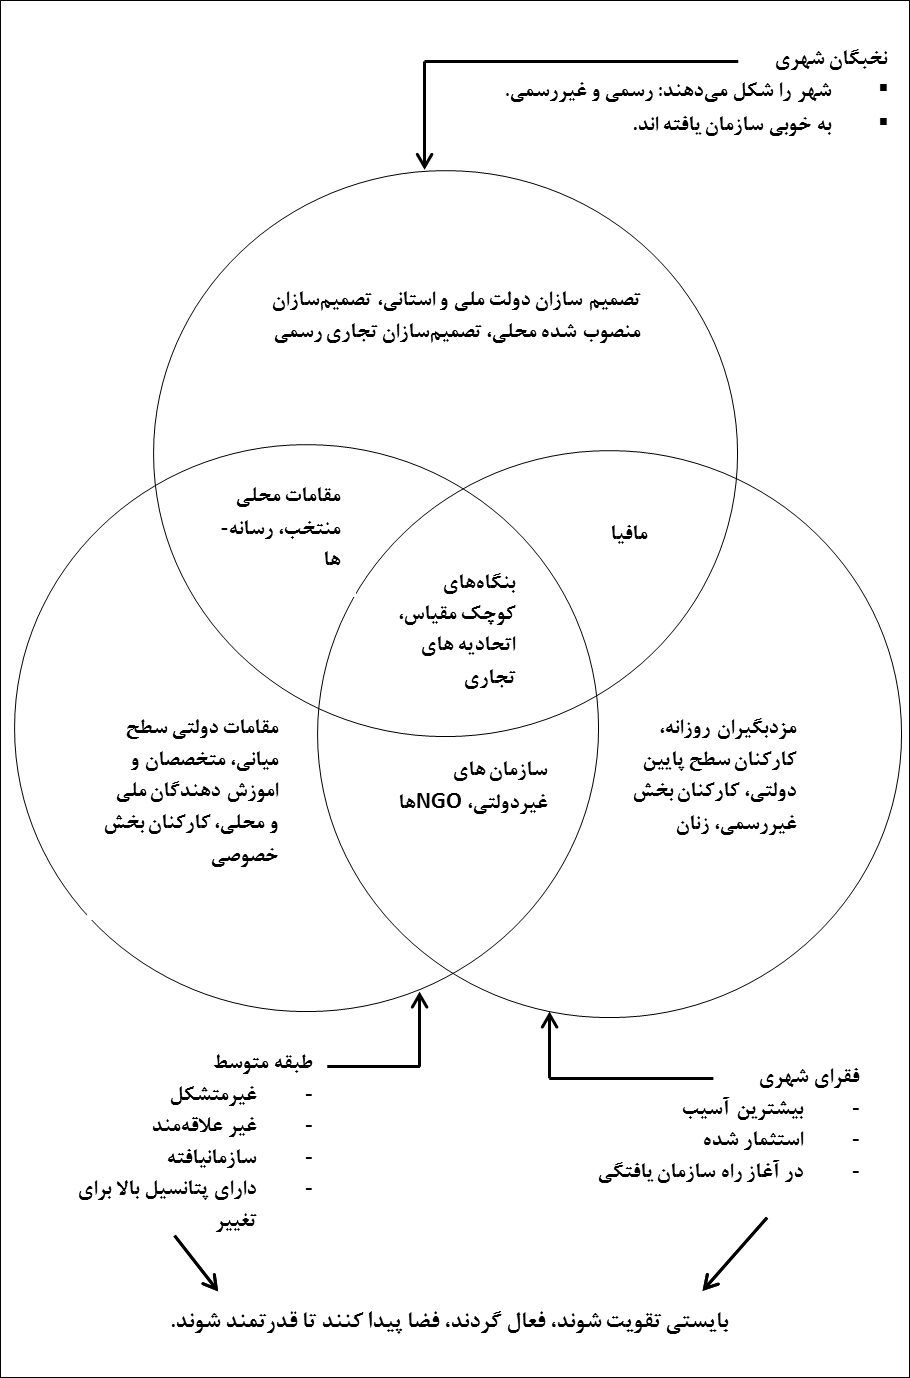 نخبگان شهری
▪ شهر را شکل می‌دهند: رسمی و غیررسمی.
▪ به خوبی سازمان یافته اند.
تصمیم سازان دولت ملی و استانی، تصمیم‌سازان
منصوب شده محلی، تصمیم‌سازان تجاری رسمی
مافیا
مقامات محلی
منتخب، رسانه-
ها
بنگاه‌های
کوچک مقیاس،
اتحادیه های
تجاری
مزدبگیران روزانه،
کارکنان سطح پایین
دولتی، کارکنان بخش
غیررسمی، زنان
سازمان های
غیردولتی، NGOها
مقامات دولتی سطح
میانی، متخصصان و
اموزش دهندگان ملی
و محلی، کارکنان بخش
خصوصی
فقرای شهری
- بیشترین آسیب
- استثمار شده
- در آغاز راه سازمان یافتگی
طبقه متوسط
- غیرمتشکل
- غیر علاقه‌مند
- سازمانیافته
- دارای پتانسیل بالا برای
تغییر
بایستی تقویت شوند، فعال گردند، فضا پیدا کنند تا قدرتمند شوند.